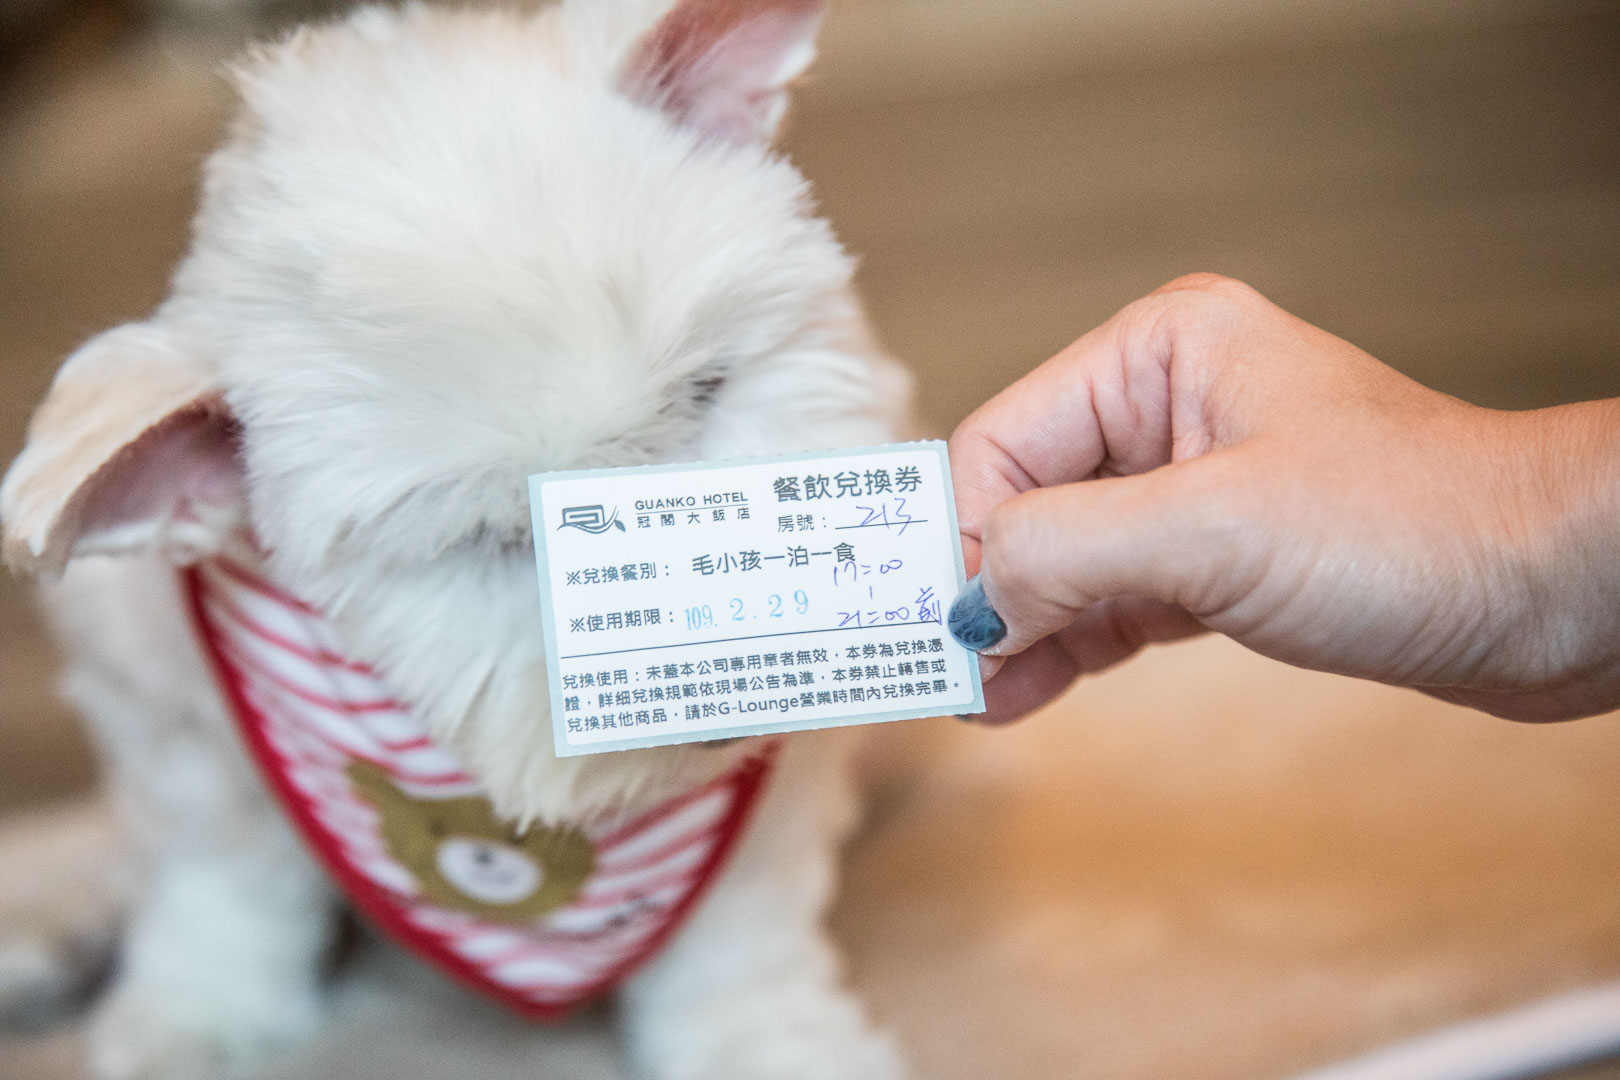 GUANKO HOTEL
冠閣大飯店
餐飲兌換券
房號：213
※兌換餐別：毛小孩一泊一食
17:00
|
※使用期限：109. 2. 29 21:00前
兌換使用：未蓋本公司專用章者無效，本券為兌換憑
證，詳細兌換規範依現場公告為準，本券禁止轉售或
兌換其他商品，請於G-Lounge營業時間內兌換完畢。